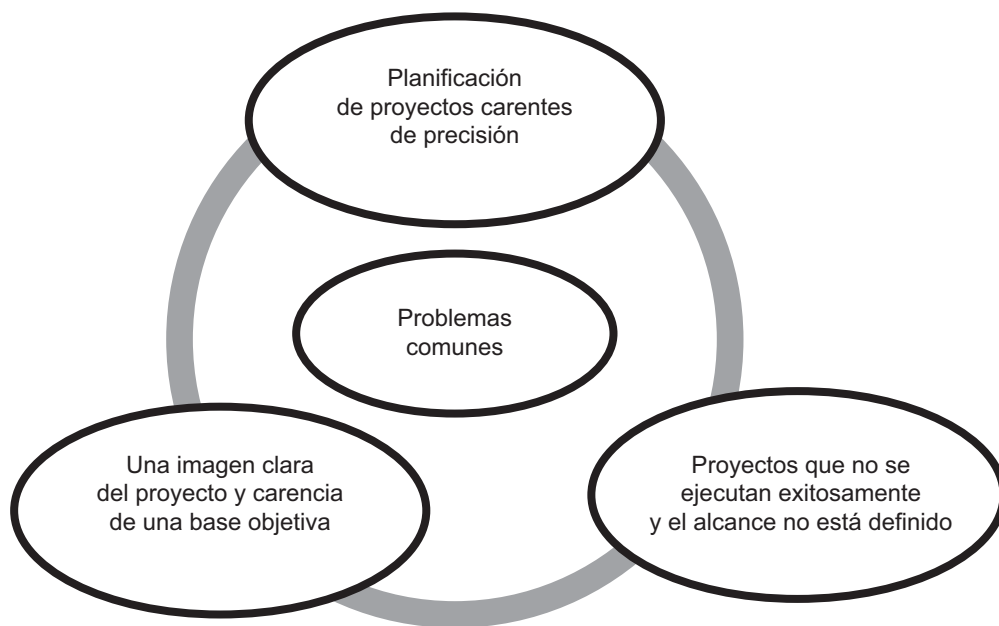 Planificación
de proyectos carentes
de precisión
Problemas
comunes
Una imagen clara
del proyecto y carencia
de una base objetiva
Proyectos que no se
ejecutan exitosamente
y el alcance no está definido